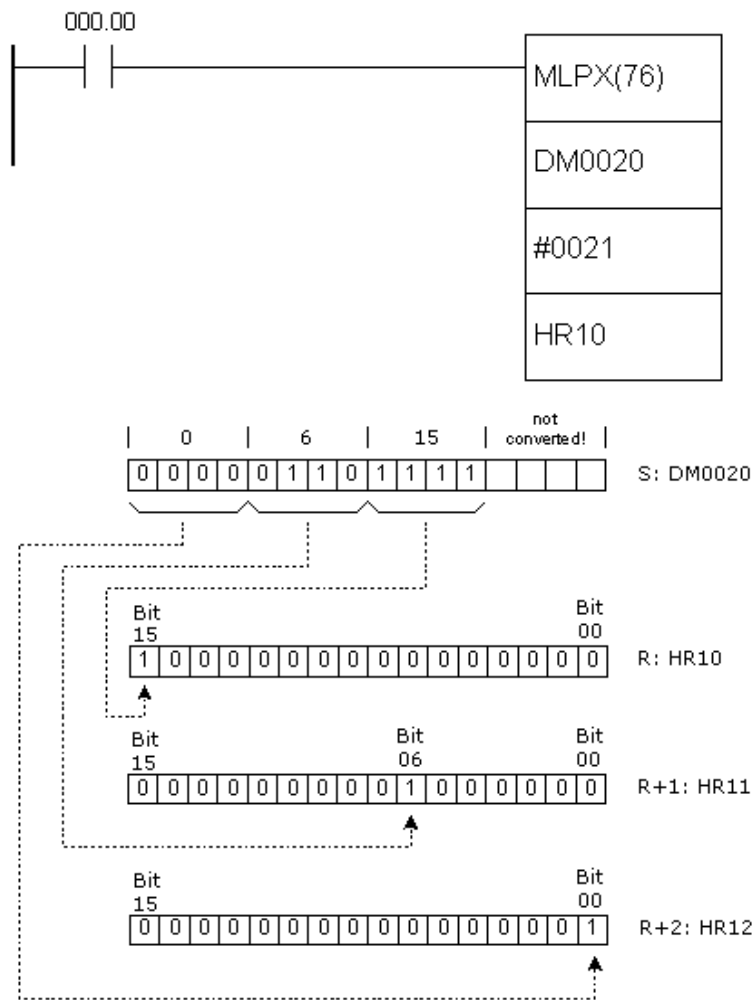 000.00
MLPX(76)
DM0020
#0021
HR10
not
| 0 | 6 | 15 | converted! |
0 0 0 0 0 1 1 0 1 1 1 1 S: DM0020
Bit Bit
15 00
1 0 0 0 0 0 0 0 0 0 0 0 0 0 0 0 R: HR10
Bit Bit Bit
15 06 00
0 0 0 0 0 0 0 0 0 1 0 0 0 0 0 0 R+1: HR11
Bit Bit
15 00
0 0 0 0 0 0 0 0 0 0 0 0 0 0 0 1 R+2: HR12